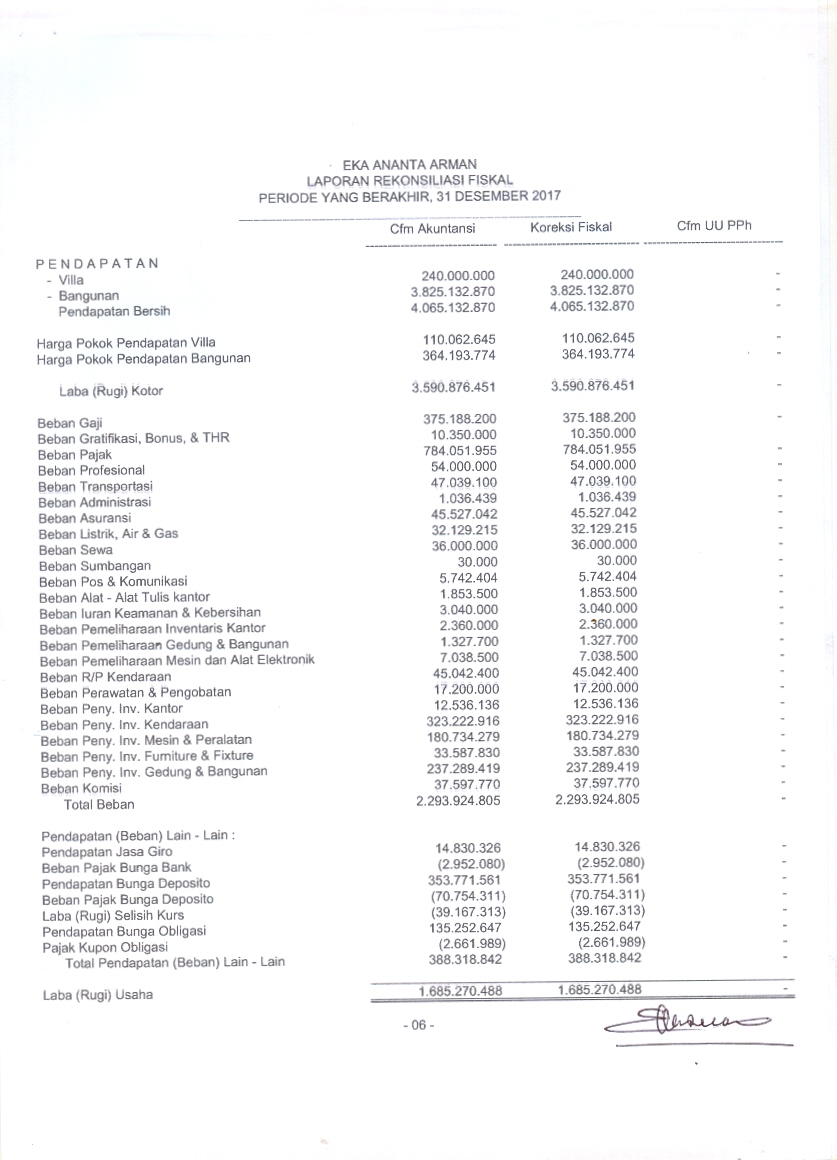 EKA ANANTA ARMAN
LAPORAN REKONSILIASI FISKAL
PERIODE YANG BERAKHIR, 31 DESEMBER 2017
Cfm Akuntansi Koreksi Fiskal Cfm UU PPh
P E N D A P A T A N
- Villa 240.000.000 240.000.000 -
- Bangunan 3.825.132.870 3.825.132.870 -
Pendapatan Bersih 4.065.132.870 4.065.132.870 -
Harga Pokok Pendapatan Villa 110.062.645 110.062.645 -
Harga Pokok Pendapatan Bangunan 364.193.774 364.193.774 -
Laba (Rugi) Kotor 3.590.876.451 3.590.876.451 -
Beban Gaji 375.188.200 375.188.200 -
Beban Gratifikasi, Bonus, & THR 10.350.000 10.350.000
Beban Pajak 784.051.955 784.051.955 -
Beban Profesional 54.000.000 54.000.000 -
Beban Transportasi 47.039.100 47.039.100 -
Beban Administrasi 1.036.439 1.036.439 -
Beban Asuransi 45.527.042 45.527.042 -
Beban Listrik, Air & Gas 32.129.215 32.129.215 -
Beban Sewa 36.000.000 36.000.000 -
Beban Sumbangan 30.000 30.000 -
Beban Pos & Komunikasi 5.742.404 5.742.404 -
Beban Alat - Alat Tulis kantor 1.853.500 1.853.500 -
Beban Iuran Keamanan & Kebersihan 3.040.000 3.040.000 -
Beban Pemeliharaan Inventaris Kantor 2.360.000 2.360.000 -
Beban Pemeliharaan Gedung & Bangunan 1.327.700 1.327.700 -
Beban Pemeliharaan Mesin dan Alat Elektronik 7.038.500 7.038.500 -
Beban R/P Kendaraan 45.042.400 45.042.400 -
Beban Perawatan & Pengobatan 17.200.000 17.200.000 -
Beban Peny. Inv. Kantor 12.536.136 12.536.136 -
Beban Peny. Inv. Kendaraan 323.222.916 323.222.916 -
Beban Peny. Inv. Mesin & Peralatan 180.734.279 180.734.279 -
Beban Peny. Inv. Furniture & Fixture 33.587.830 33.587.830 -
Beban Peny. Inv. Gedung & Bangunan 237.289.419 237.289.419 -
Beban Komisi 37.597.770 37.597.770 -
Total Beban 2.293.924.805 2.293.924.805 -
Pendapatan (Beban) Lain - Lain :
Pendapatan Jasa Giro 14.830.326 14.830.326 -
Beban Pajak Bunga Bank (2.952.080) (2.952.080) -
Pendapatan Bunga Deposito 353.771.561 353.771.561 -
Beban Pajak Bunga Deposito (70.754.311) (70.754.311) -
Laba (Rugi) Selisih Kurs (39.167.313) (39.167.313) -
Pendapatan Bunga Obligasi 135.252.647 135.252.647 -
Pajak Kupon Obligasi (2.661.989) (2.661.989) -
Total Pendapatan (Beban) Lain - Lain 388.318.842 388.318.842 -
Laba (Rugi) Usaha 1.685.270.488 1.685.270.488 -
- 06 -